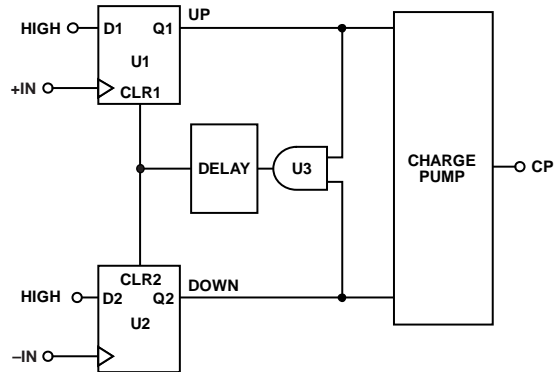 HIGH
D1
Q1
UP
U1
+IN
CLR1
DELAY
U3
CHARGE
PUMP
CP
CLR2
HIGH
D2
Q2
DOWN
U2
–IN